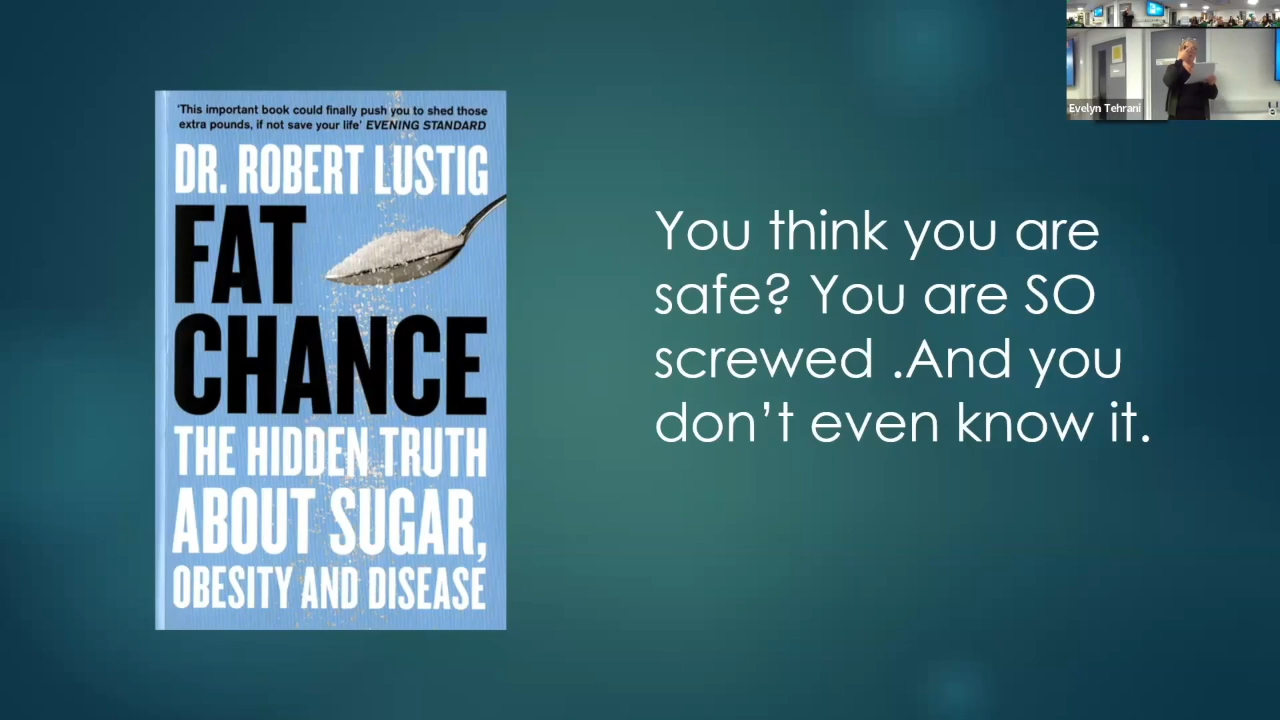 'This important book could finally push you to shed those
extra pounds, if not save your life' EVENING STANDARD
DR. ROBERT LUSTIG
FAT
CHANCE
THE HIDDEN TRUTH
ABOUT SUGAR,
OBESITY AND DISEASE
You think you are
safe? You are SO
screwed .And you
don’t even know it.
Evelyn Tehrani